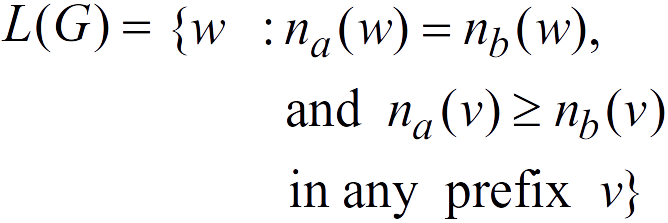 L(G) = {w : n_a(w) = n_b(w),
and n_a(v) ≥ n_b(v)
in any prefix v}